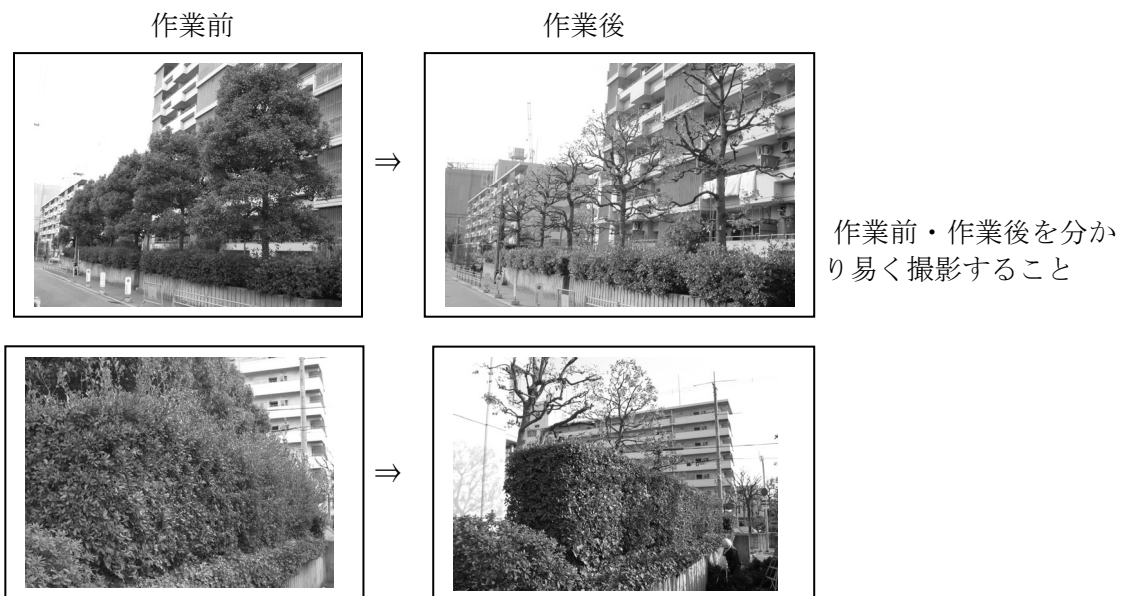 作業前
作業後
⇒
作業前・作業後を分か
り易く撮影すること
⇒